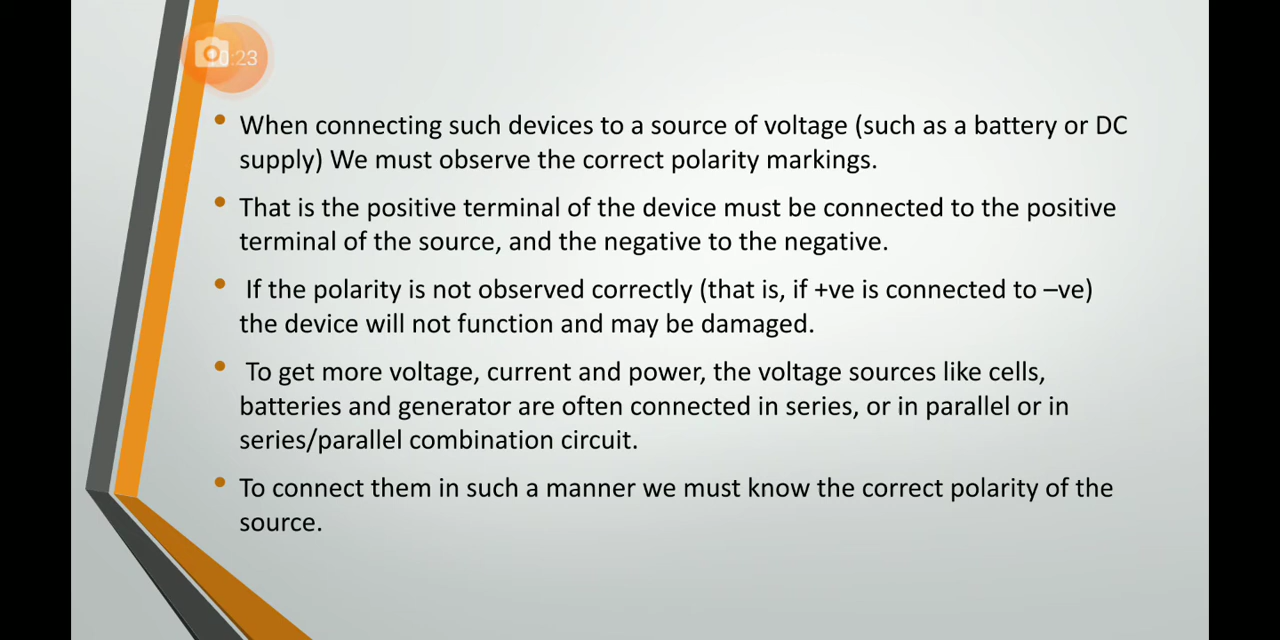 0:23
• When connecting such devices to a source of voltage (such as a battery or DC
supply) We must observe the correct polarity markings.
• That is the positive terminal of the device must be connected to the positive
terminal of the source, and the negative to the negative.
• If the polarity is not observed correctly (that is, if +ve is connected to –ve)
the device will not function and may be damaged.
• To get more voltage, current and power, the voltage sources like cells,
batteries and generator are often connected in series, or in parallel or in
series/parallel combination circuit.
• To connect them in such a manner we must know the correct polarity of the
source.